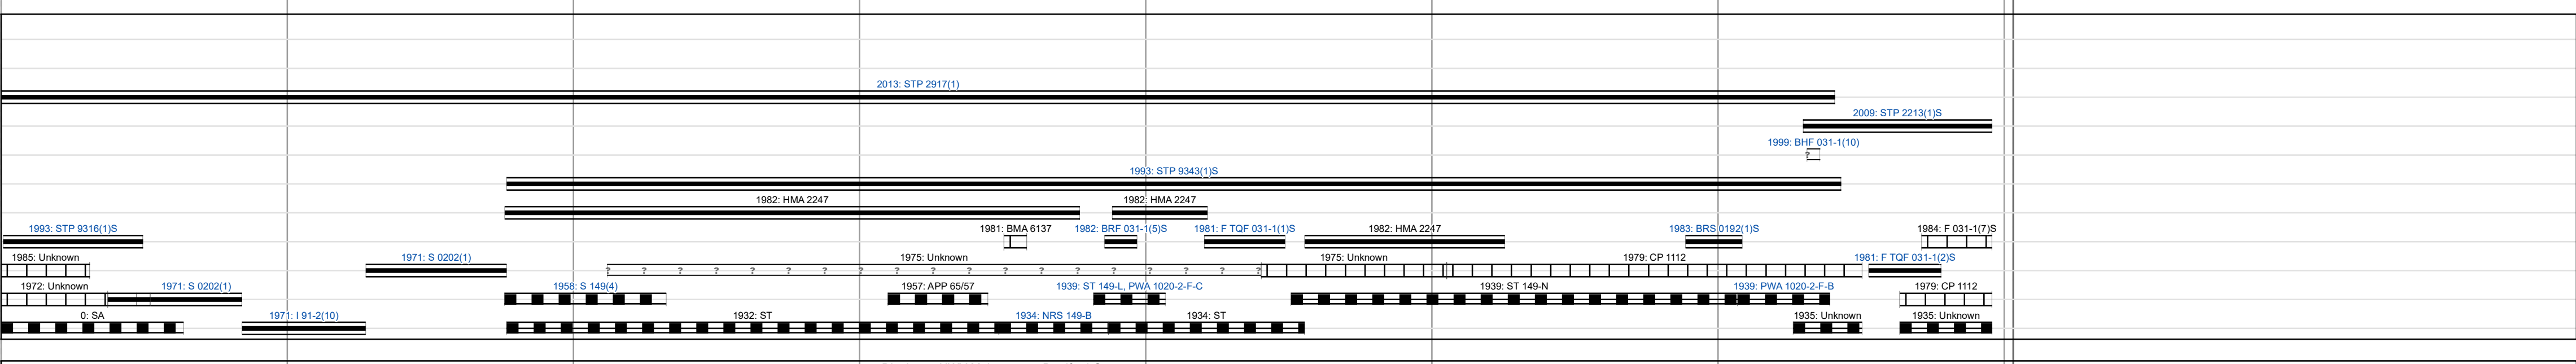 2013: STP 2917(1)
2009: STP 2213(1)S
1999: BHF 031-1(10)
?
1993: STP 9343(1)S
1982: HMA 2247 1982: HMA 2247
1993: STP 9316(1)S 1981: BMA 6137 1982: BRF 031-1(5)S 1981: F TQF 031-1(1)S 1982: HMA 2247 1983: BRS 0192(1)S 1984: F 031-1(7)S
1985: Unknown 1971: S 0202(1) 1975: Unknown 1975: Unknown 1979: CP 1112 1981: F TQF 031-1(2)S
? ? ? ? ? ? ? ? ? ? ? ? ? ? ? ? ? ? ?
1972: Unknown 1971: S 0202(1) 1958: S 149(4) 1957: APP 65/57 1939: ST 149-L, PWA 1020-2-F-C 1939: ST 149-N 1939: PWA 1020-2-F-B 1979: CP 1112
0: SA 1971: I 91-2(10) 1932: ST 1934: NRS 149-B 1934: ST 1935: Unknown 1935: Unknown